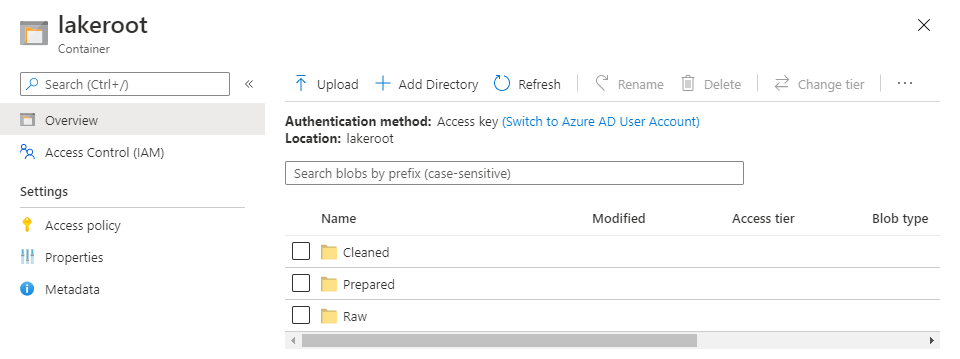 lakeroot
Container
Search (Ctrl+/)
Overview
Access Control (IAM)
Settings
Access policy
Properties
Metadata
Upload Add Directory Refresh Rename Delete Change tier ...
Authentication method: Access key (Switch to Azure AD User Account)
Location: lakeroot
Search blobs by prefix (case-sensitive)
Name Modified Access tier Blob type
Cleaned
Prepared
Raw